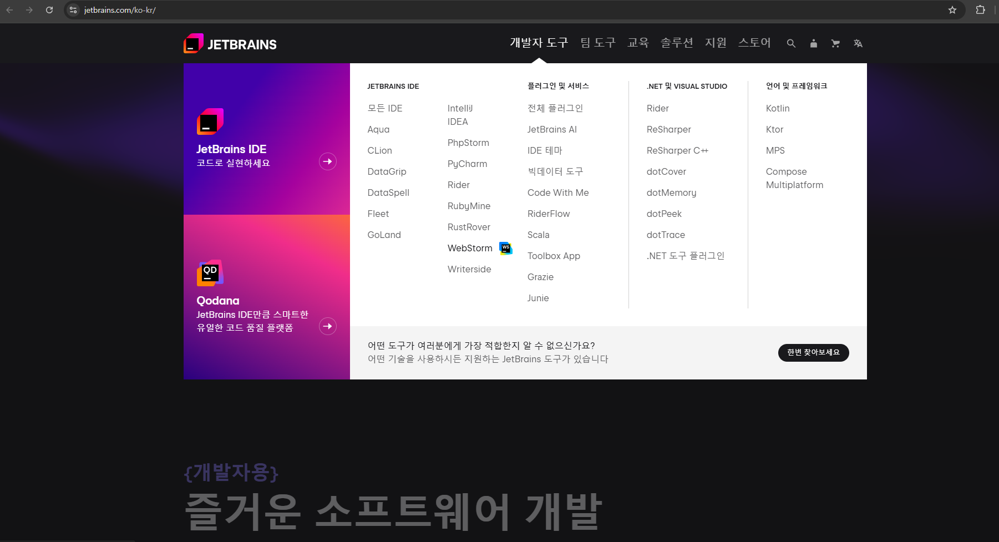 jetbrains.com/ko-kr/
JETBRAINS
개발자 도구
팀 도구
교육
솔루션
지원
스토어
JetBrains IDE
코드로 실현하세요
QD
Qodana
JetBrains IDE만큼 스마트한
유일한 코드 품질 플랫폼
JETBRAINS IDE
모든 IDE
Aqua
CLion
DataGrip
DataSpell
Fleet
GoLand
IntelliJ
IDEA
PhpStorm
PyCharm
Rider
RubyMine
RustRover
WebStorm
WS
Writerside
플러그인 및 서비스
전체 플러그인
JetBrains AI
IDE 테마
빅데이터 도구
Code With Me
RiderFlow
Scala
Toolbox App
Grazie
Junie
.NET 및 VISUAL STUDIO
Rider
ReSharper
ReSharper C++
dotCover
dotMemory
dotPeek
dotTrace
.NET 도구 플러그인
언어 및 프레임워크
Kotlin
Ktor
MPS
Compose
Multiplatform
어떤 도구가 여러분에게 가장 적합한지 알 수 없으신가요?
어떤 기술을 사용하시든 지원하는 JetBrains 도구가 있습니다
한번 찾아보세요
{개발자용}
즐거운 소프트웨어 개발